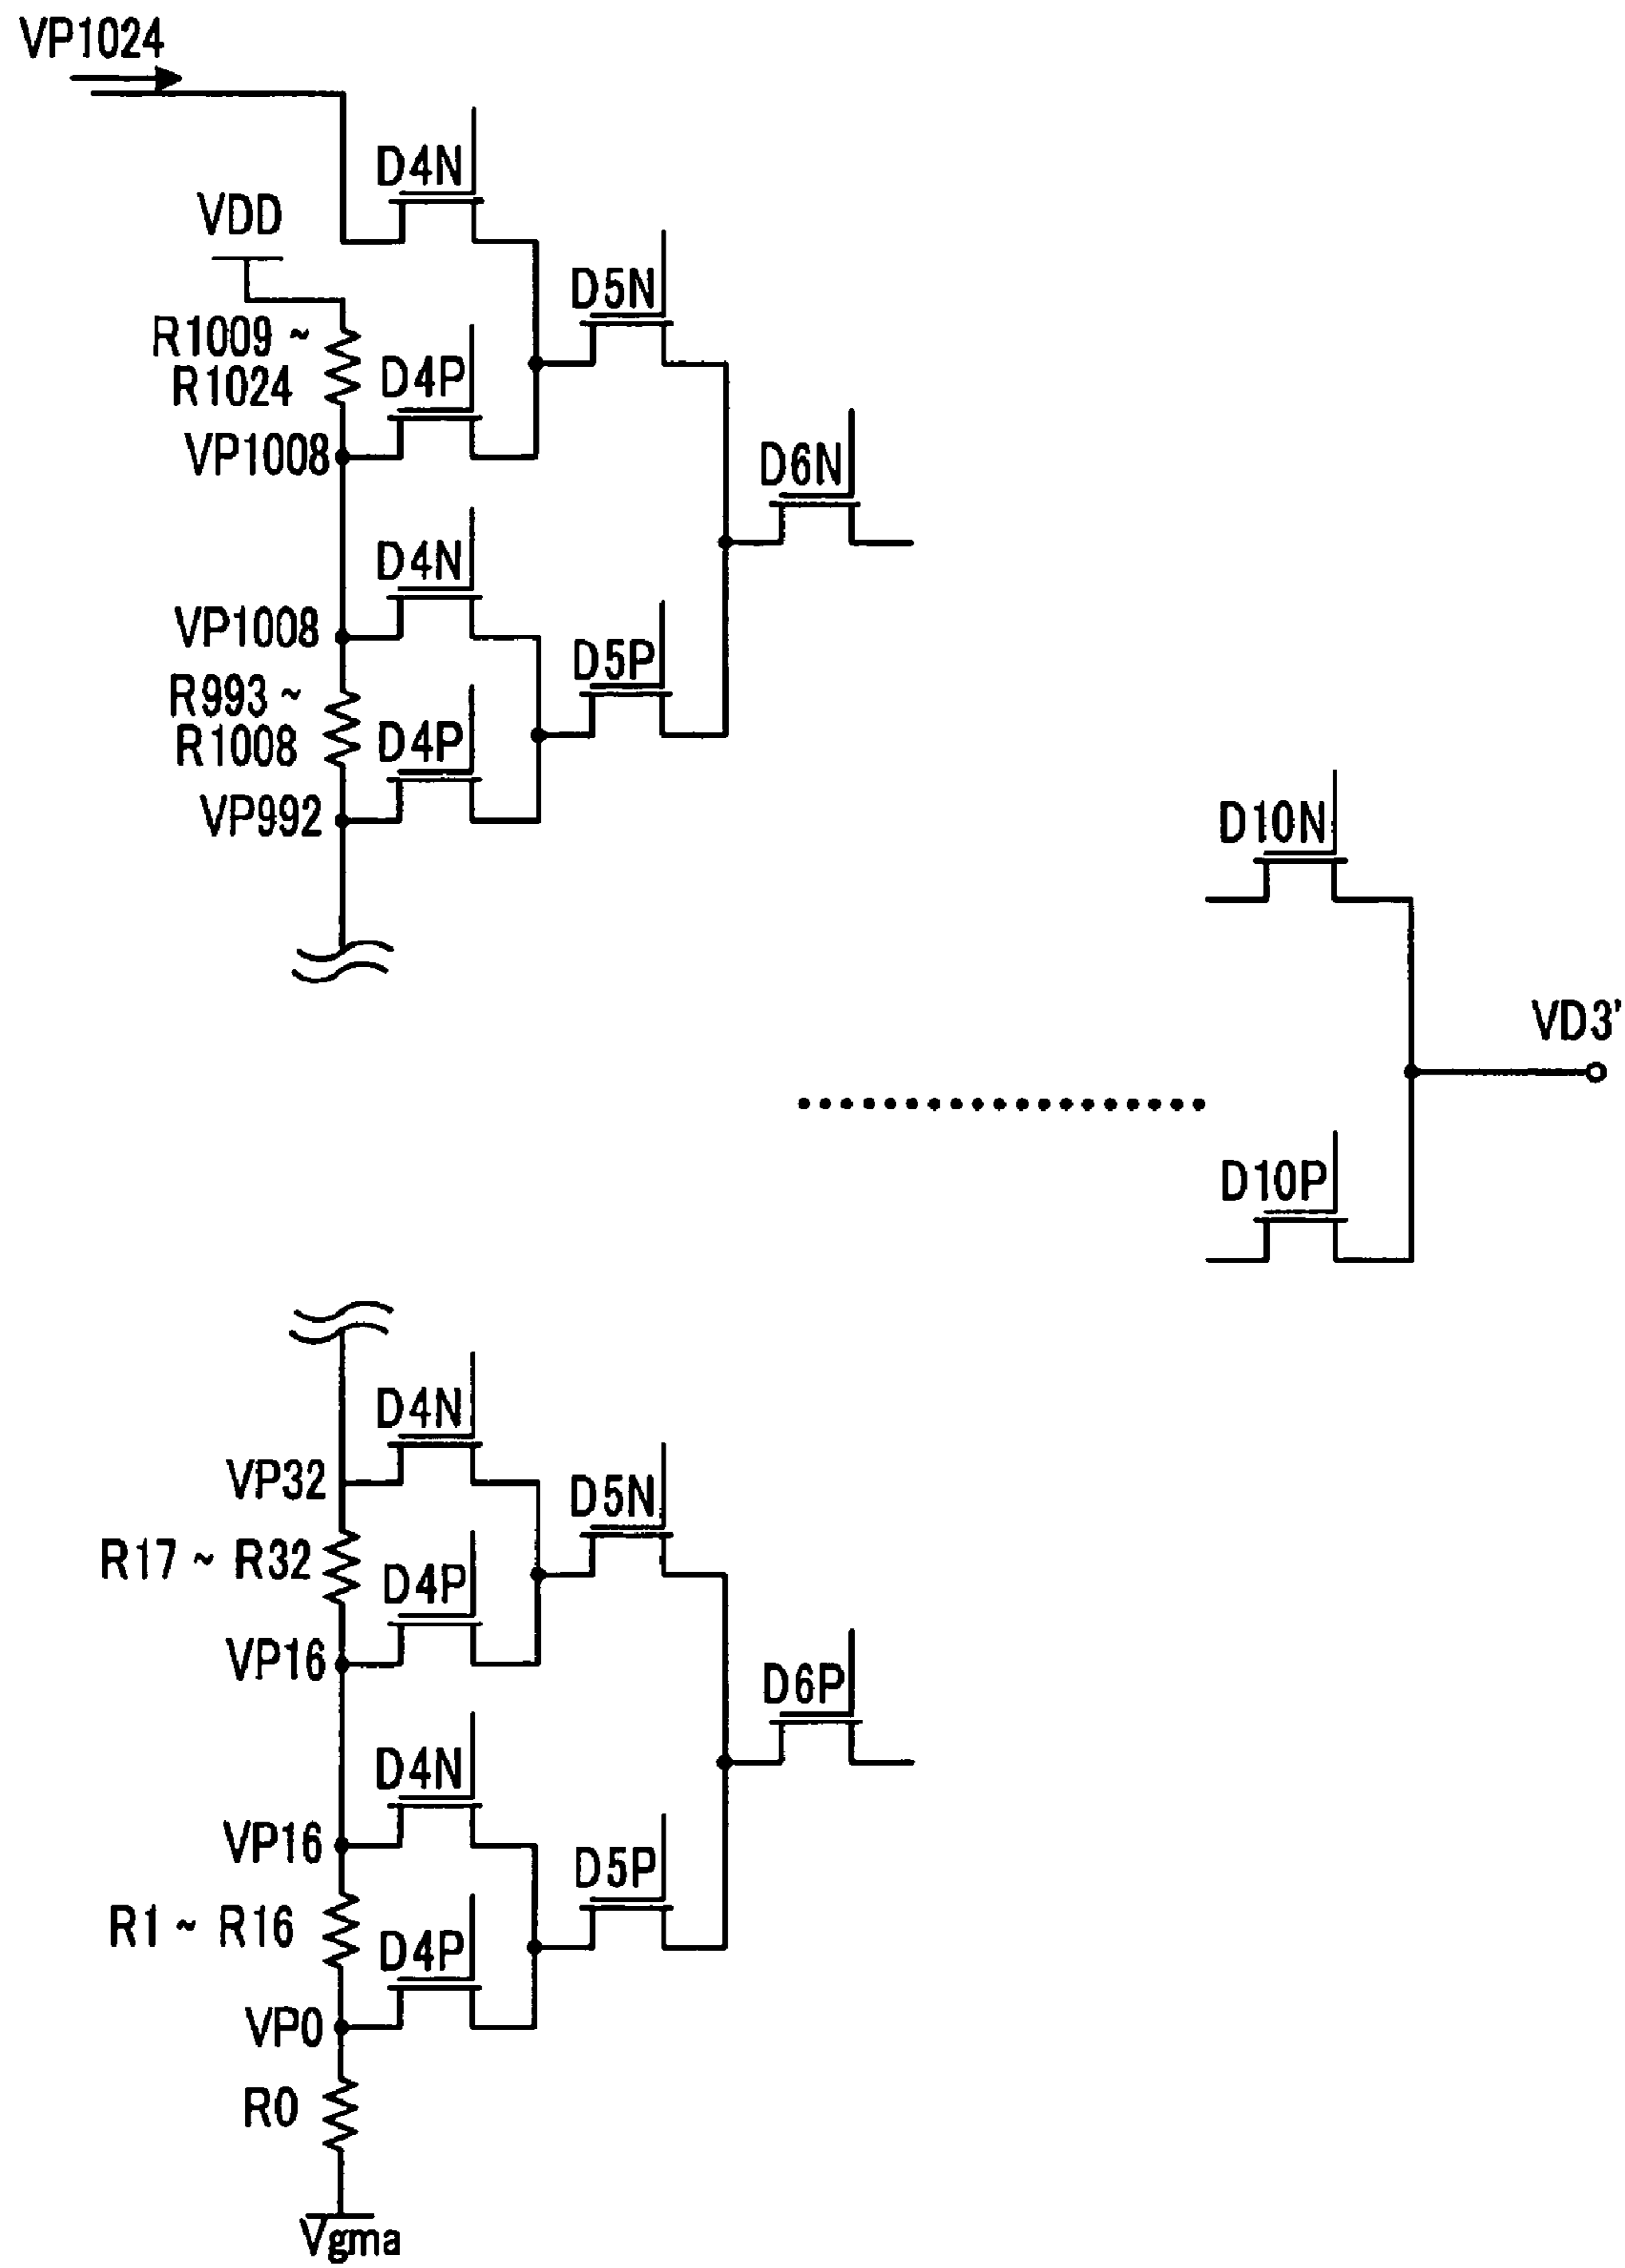 VP1024
D4N
VDD
D5N
R1009 ~
R1024
D4P
VP1008
D6N
D4N
VP1008
D5P
R993 ~
R1008
D4P
VP992
D10N
VD3'
D10P
D4N
VP32
D5N
R17 ~ R32
D4P
VP16
D6P
D4N
VP16
D5P
R1 ~ R16
D4P
VP0
R0
Vgma